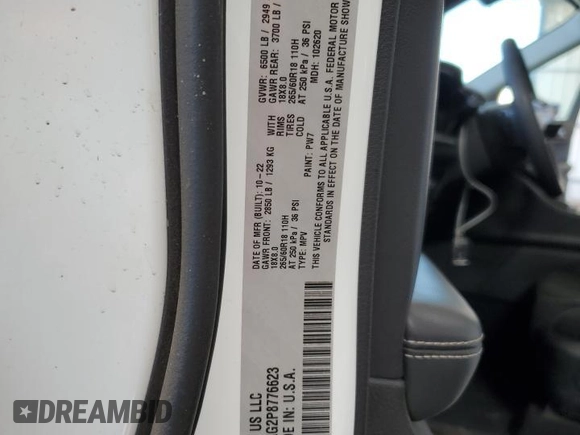 US LLC
DATE OF MFR (BUILT): 10-22 GVWR: 6500 LB / 2949
GAWR FRONT: 2850 LB / 1293 KG WITH GAWR REAR: 3700 LB /
18X8.0 RIMS 18X8.0
265/60R18 110H TIRES 265/60R18 110H
AT 250 kPa / 36 PSI COLD AT 250 kPa / 36 PSI
TYPE: MPV PAINT: PW7 MDH: 102620
THIS VEHICLE CONFORMS TO ALL APPLICABLE U.S.A. FEDERAL MOTOR
STANDARDS IN EFFECT ON THE DATE OF MANUFACTURE SHOW
G2P8776623
DE IN: U.S.A.
DREAMBID